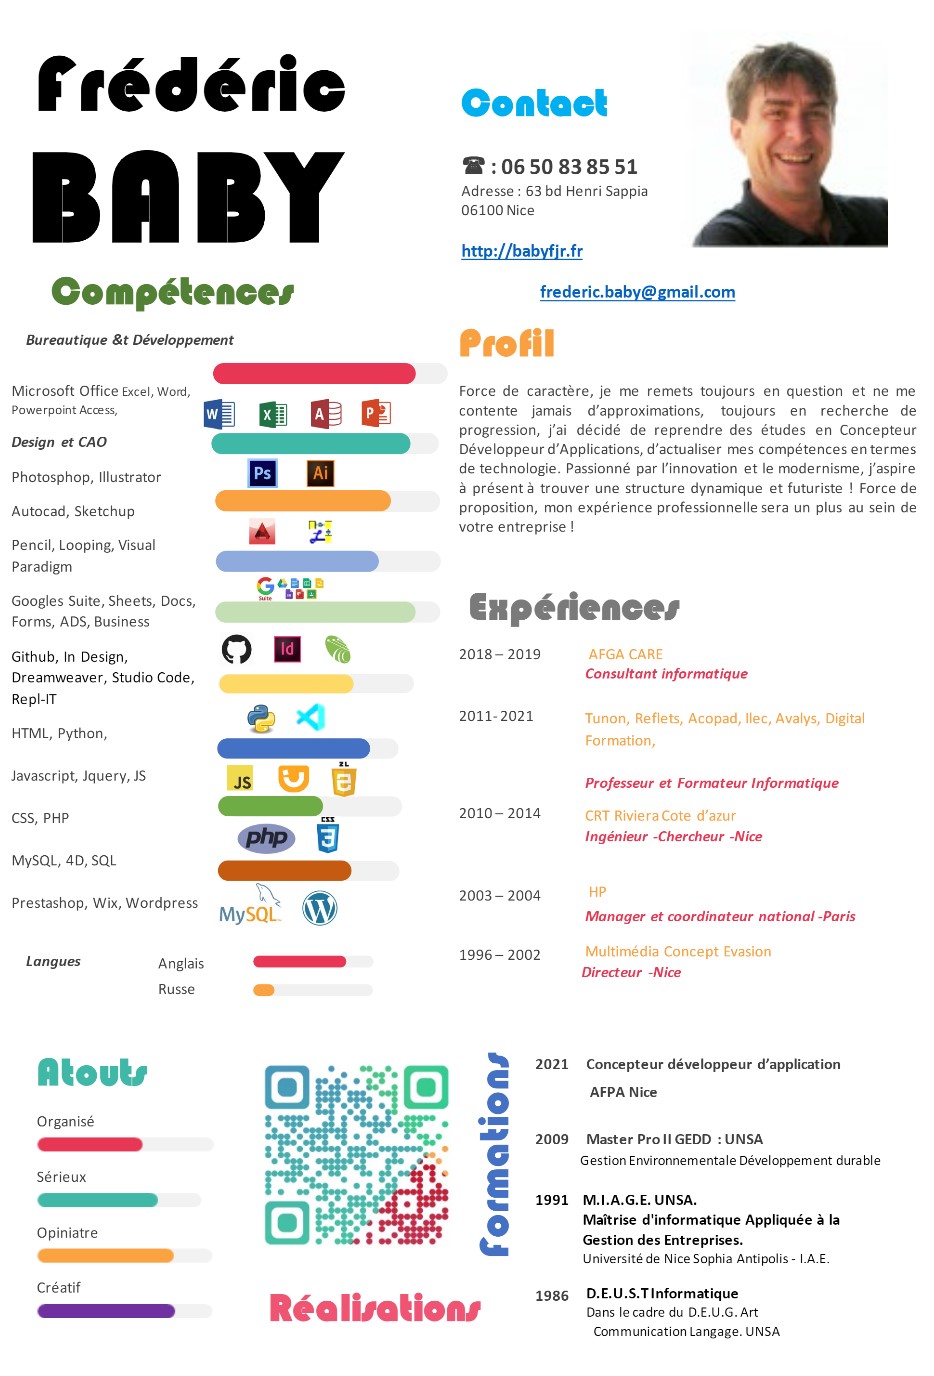 Frédéric
BABY
Contact
☎ : 06 50 83 85 51
Adresse : 63 bd Henri Sappia
06100 Nice
http://babyfjr.fr
frederic.baby@gmail.com
Compétences
Bureautique &t Développement
Microsoft Office Excel, Word,
Powerpoint Access,
W X A P
Design et CAO
Photosphop, Illustrator
Ps Ai
Autocad, Sketchup
Pencil, Looping, Visual
Paradigm
G Suite
Googles Suite, Sheets, Docs,
Forms, ADS, Business
Github, In Design,
Dreamweaver, Studio Code,
Repl-IT
Id
HTML, Python,
Javascript, Jquery, JS
JS
CSS, PHP
php
CSS
3
MySQL, 4D, SQL
Prestashop, Wix, Wordpress
MySQL
Langues
Anglais
Russe
Profil
Force de caractère, je me remets toujours en question et ne me
contente jamais d’approximations, toujours en recherche de
progression, j’ai décidé de reprendre des études en Concepteur
Développeur d’Applications, d’actualiser mes compétences en termes
de technologie. Passionné par l’innovation et le modernisme, j’aspire
à présent à trouver une structure dynamique et futuriste ! Force de
proposition, mon expérience professionnelle sera un plus au sein de
votre entreprise !
Expériences
2018 – 2019 AFGA CARE
Consultant informatique
2011- 2021 Tunon, Reflets, Acopad, Ilec, Avalys, Digital
Formation,
Professeur et Formateur Informatique
2010 – 2014 CRT Riviera Cote d’azur
Ingénieur -Chercheur -Nice
2003 – 2004 HP
Manager et coordinateur national -Paris
1996 – 2002 Multimédia Concept Evasion
Directeur -Nice
Atouts
Organisé
Sérieux
Opiniatre
Créatif
Réalisations
Formations
2021 Concepteur développeur d’application
AFPA Nice
2009 Master Pro II GEDD : UNSA
Gestion Environnementale Développement durable
1991 M.I.A.G.E. UNSA.
Maîtrise d'informatique Appliquée à la
Gestion des Entreprises.
Université de Nice Sophia Antipolis - I.A.E.
1986 D.E.U.S.T Informatique
Dans le cadre du D.E.U.G. Art
Communication Langage. UNSA